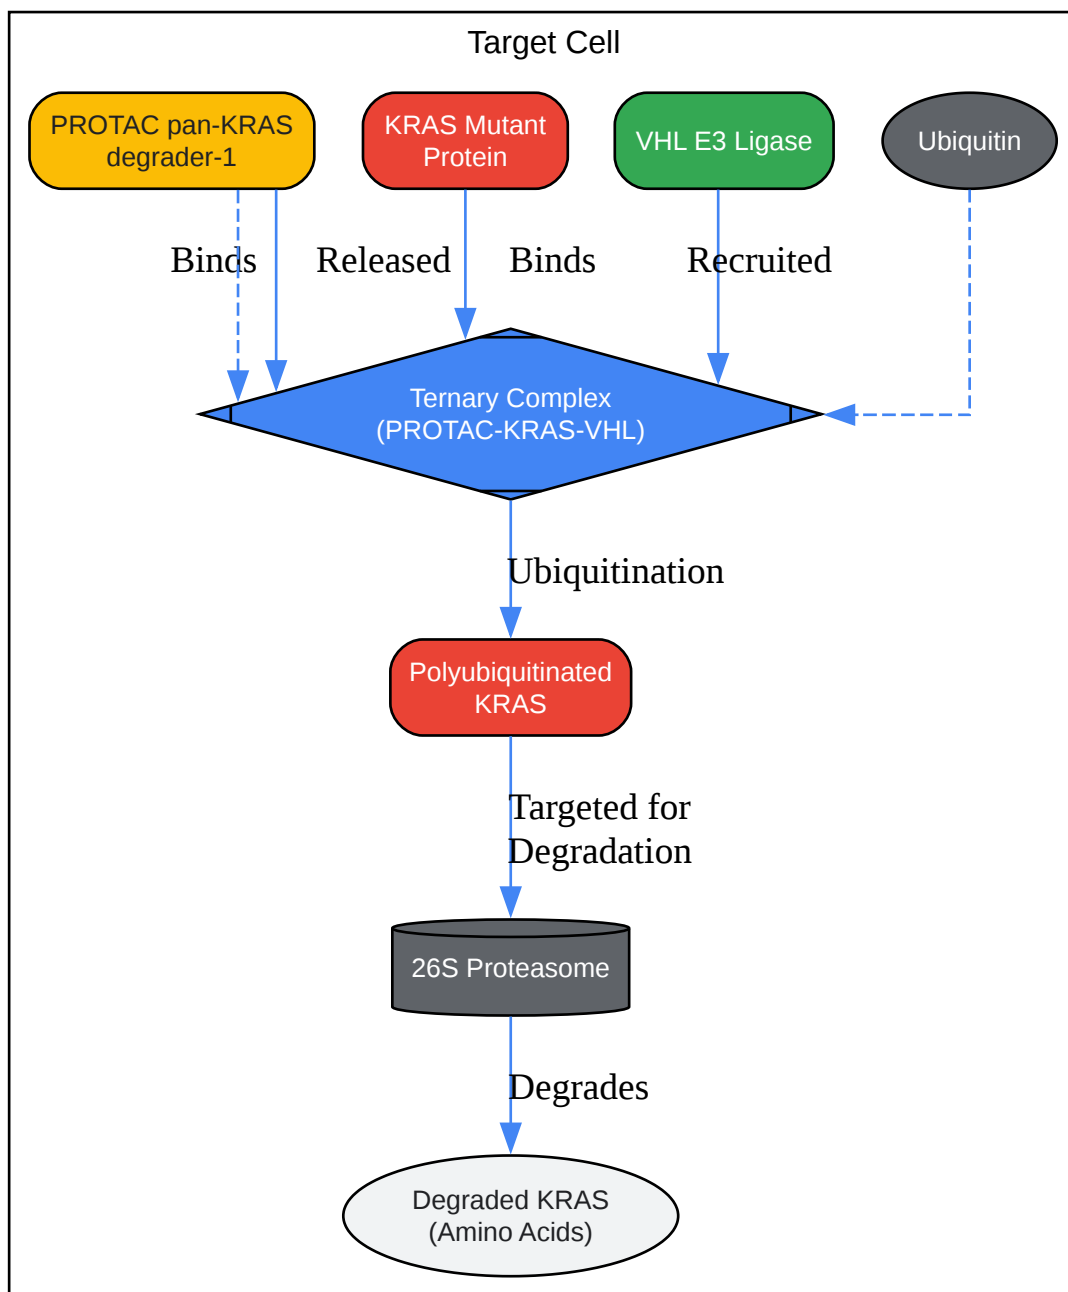 Target Cell
PROTAC pan-KRAS
degrader-1
KRAS Mutant
Protein
VHL E3 Ligase
Ubiquitin
Binds
Released
Binds
Recruited
Ternary Complex
(PROTAC-KRAS-VHL)
Ubiquitination
Polyubiquitinated
KRAS
Targeted for
Degradation
26S Proteasome
Degrades
Degraded KRAS
(Amino Acids)